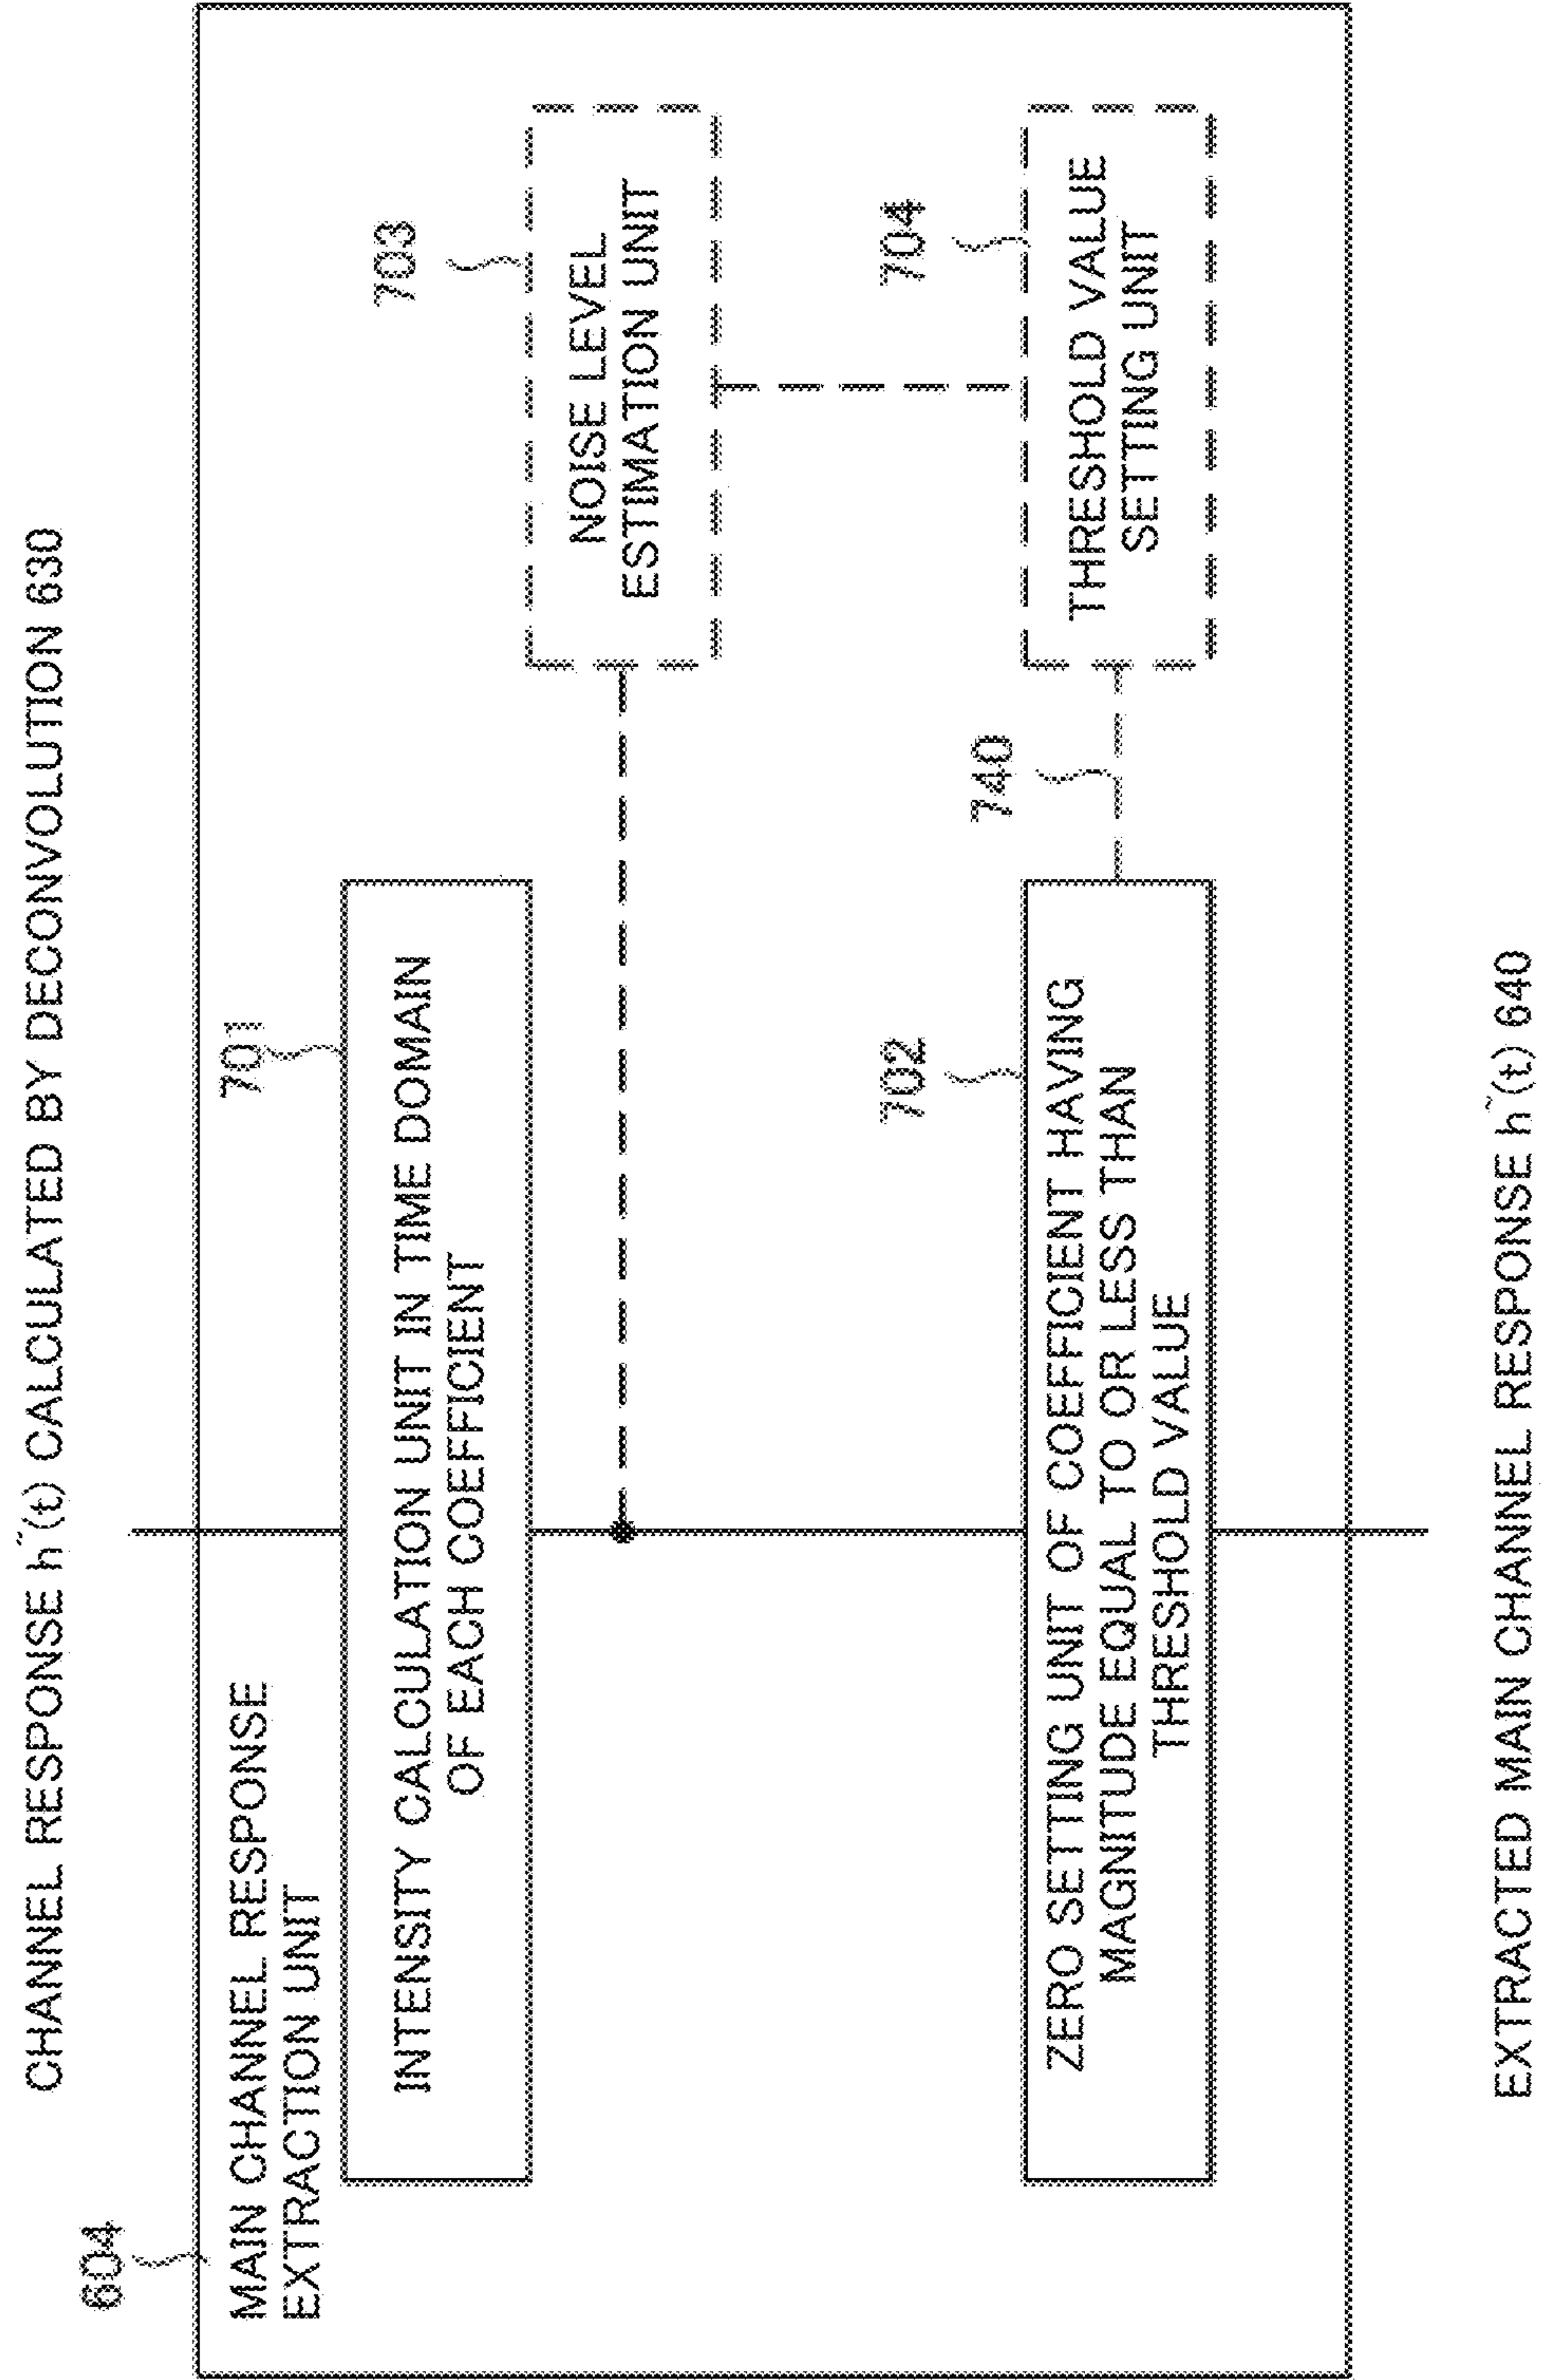 CHANNEL RESPONSE h˜(t) CALCULATED BY DECONVOLUTION 630
604
MAIN CHANNEL RESPONSE
EXTRACTION UNIT
701
INTENSITY CALCULATION UNIT IN TIME DOMAIN
OF EACH COEFFICIENT
703
NOISE LEVEL
ESTIMATION UNIT
702
ZERO SETTING UNIT OF COEFFICIENT HAVING
MAGNITUDE EQUAL TO OR LESS THAN
THRESHOLD VALUE
740
704
THRESHOLD VALUE
SETTING UNIT
EXTRACTED MAIN CHANNEL RESPONSE h˜(t) 640